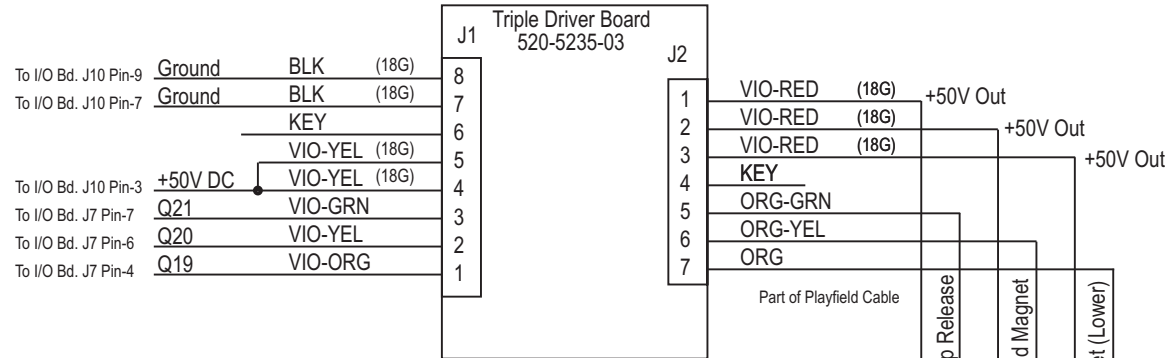 Triple Driver Board
520-5235-03
J1
J2
To I/O Bd. J10 Pin-9 Ground BLK (18G) 8
To I/O Bd. J10 Pin-7 Ground BLK (18G) 7
KEY 6
VIO-YEL (18G) 5
To I/O Bd. J10 Pin-3 +50V DC VIO-YEL (18G) 4
To I/O Bd. J7 Pin-7 Q21 VIO-GRN 3
To I/O Bd. J7 Pin-6 Q20 VIO-YEL 2
To I/O Bd. J7 Pin-4 Q19 VIO-ORG 1
1 VIO-RED (18G) +50V Out
2 VIO-RED (18G) +50V Out
3 VIO-RED (18G) +50V Out
4 KEY
5 ORG-GRN
6 ORG-YEL
7 ORG
Part of Playfield Cable
Release
Magnet
(Lower)